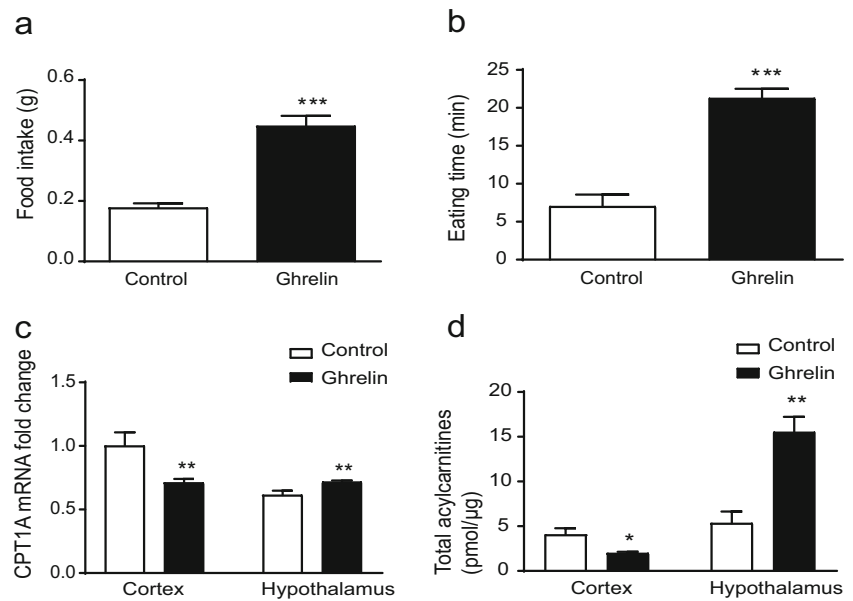 a
Food intake (g)
0.6
0.4
0.2
0.0
***
Control
Ghrelin
b
Eating time (min)
25
20
15
10
5
0
***
Control
Ghrelin
c
Control
Ghrelin
CPT1A mRNA fold change
1.5
1.0
0.5
0.0
**
**
Cortex
Hypothalamus
d
Control
Ghrelin
Total acylcarnitines
(pmol/µg)
20
15
10
5
0
*
**
Cortex
Hypothalamus